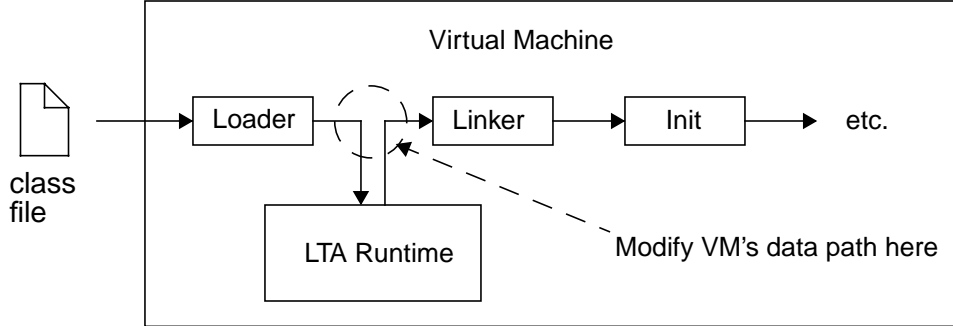 Virtual Machine
class
file
Loader
Linker
Init
etc.
LTA Runtime
Modify VM's data path here